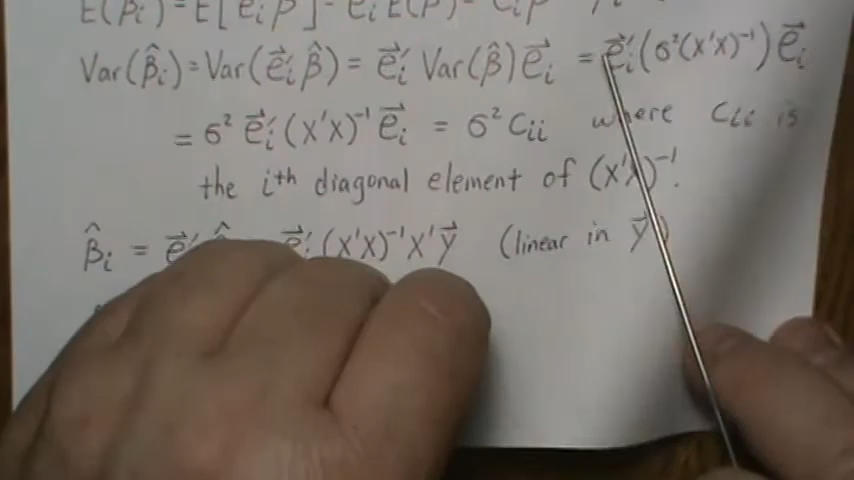 E(β̂ᵢ) = E[e⃗ᵢ′β̂] = e⃗ᵢ′E(β̂) =
Var(β̂ᵢ) = Var(e⃗ᵢ′β̂) = e⃗ᵢ′ Var(β̂) e⃗ᵢ = e⃗ᵢ′(σ²(X′X)⁻¹) e⃗ᵢ
= σ² e⃗ᵢ′(X′X)⁻¹ e⃗ᵢ = σ² Cᵢᵢ where Cᵢᵢ is
the iᵗʰ diagonal element of (X′X)⁻¹.
β̂ᵢ = e⃗ᵢ′ e⃗ᵢ′(X′X)⁻¹X′y⃗ (linear in y⃗)